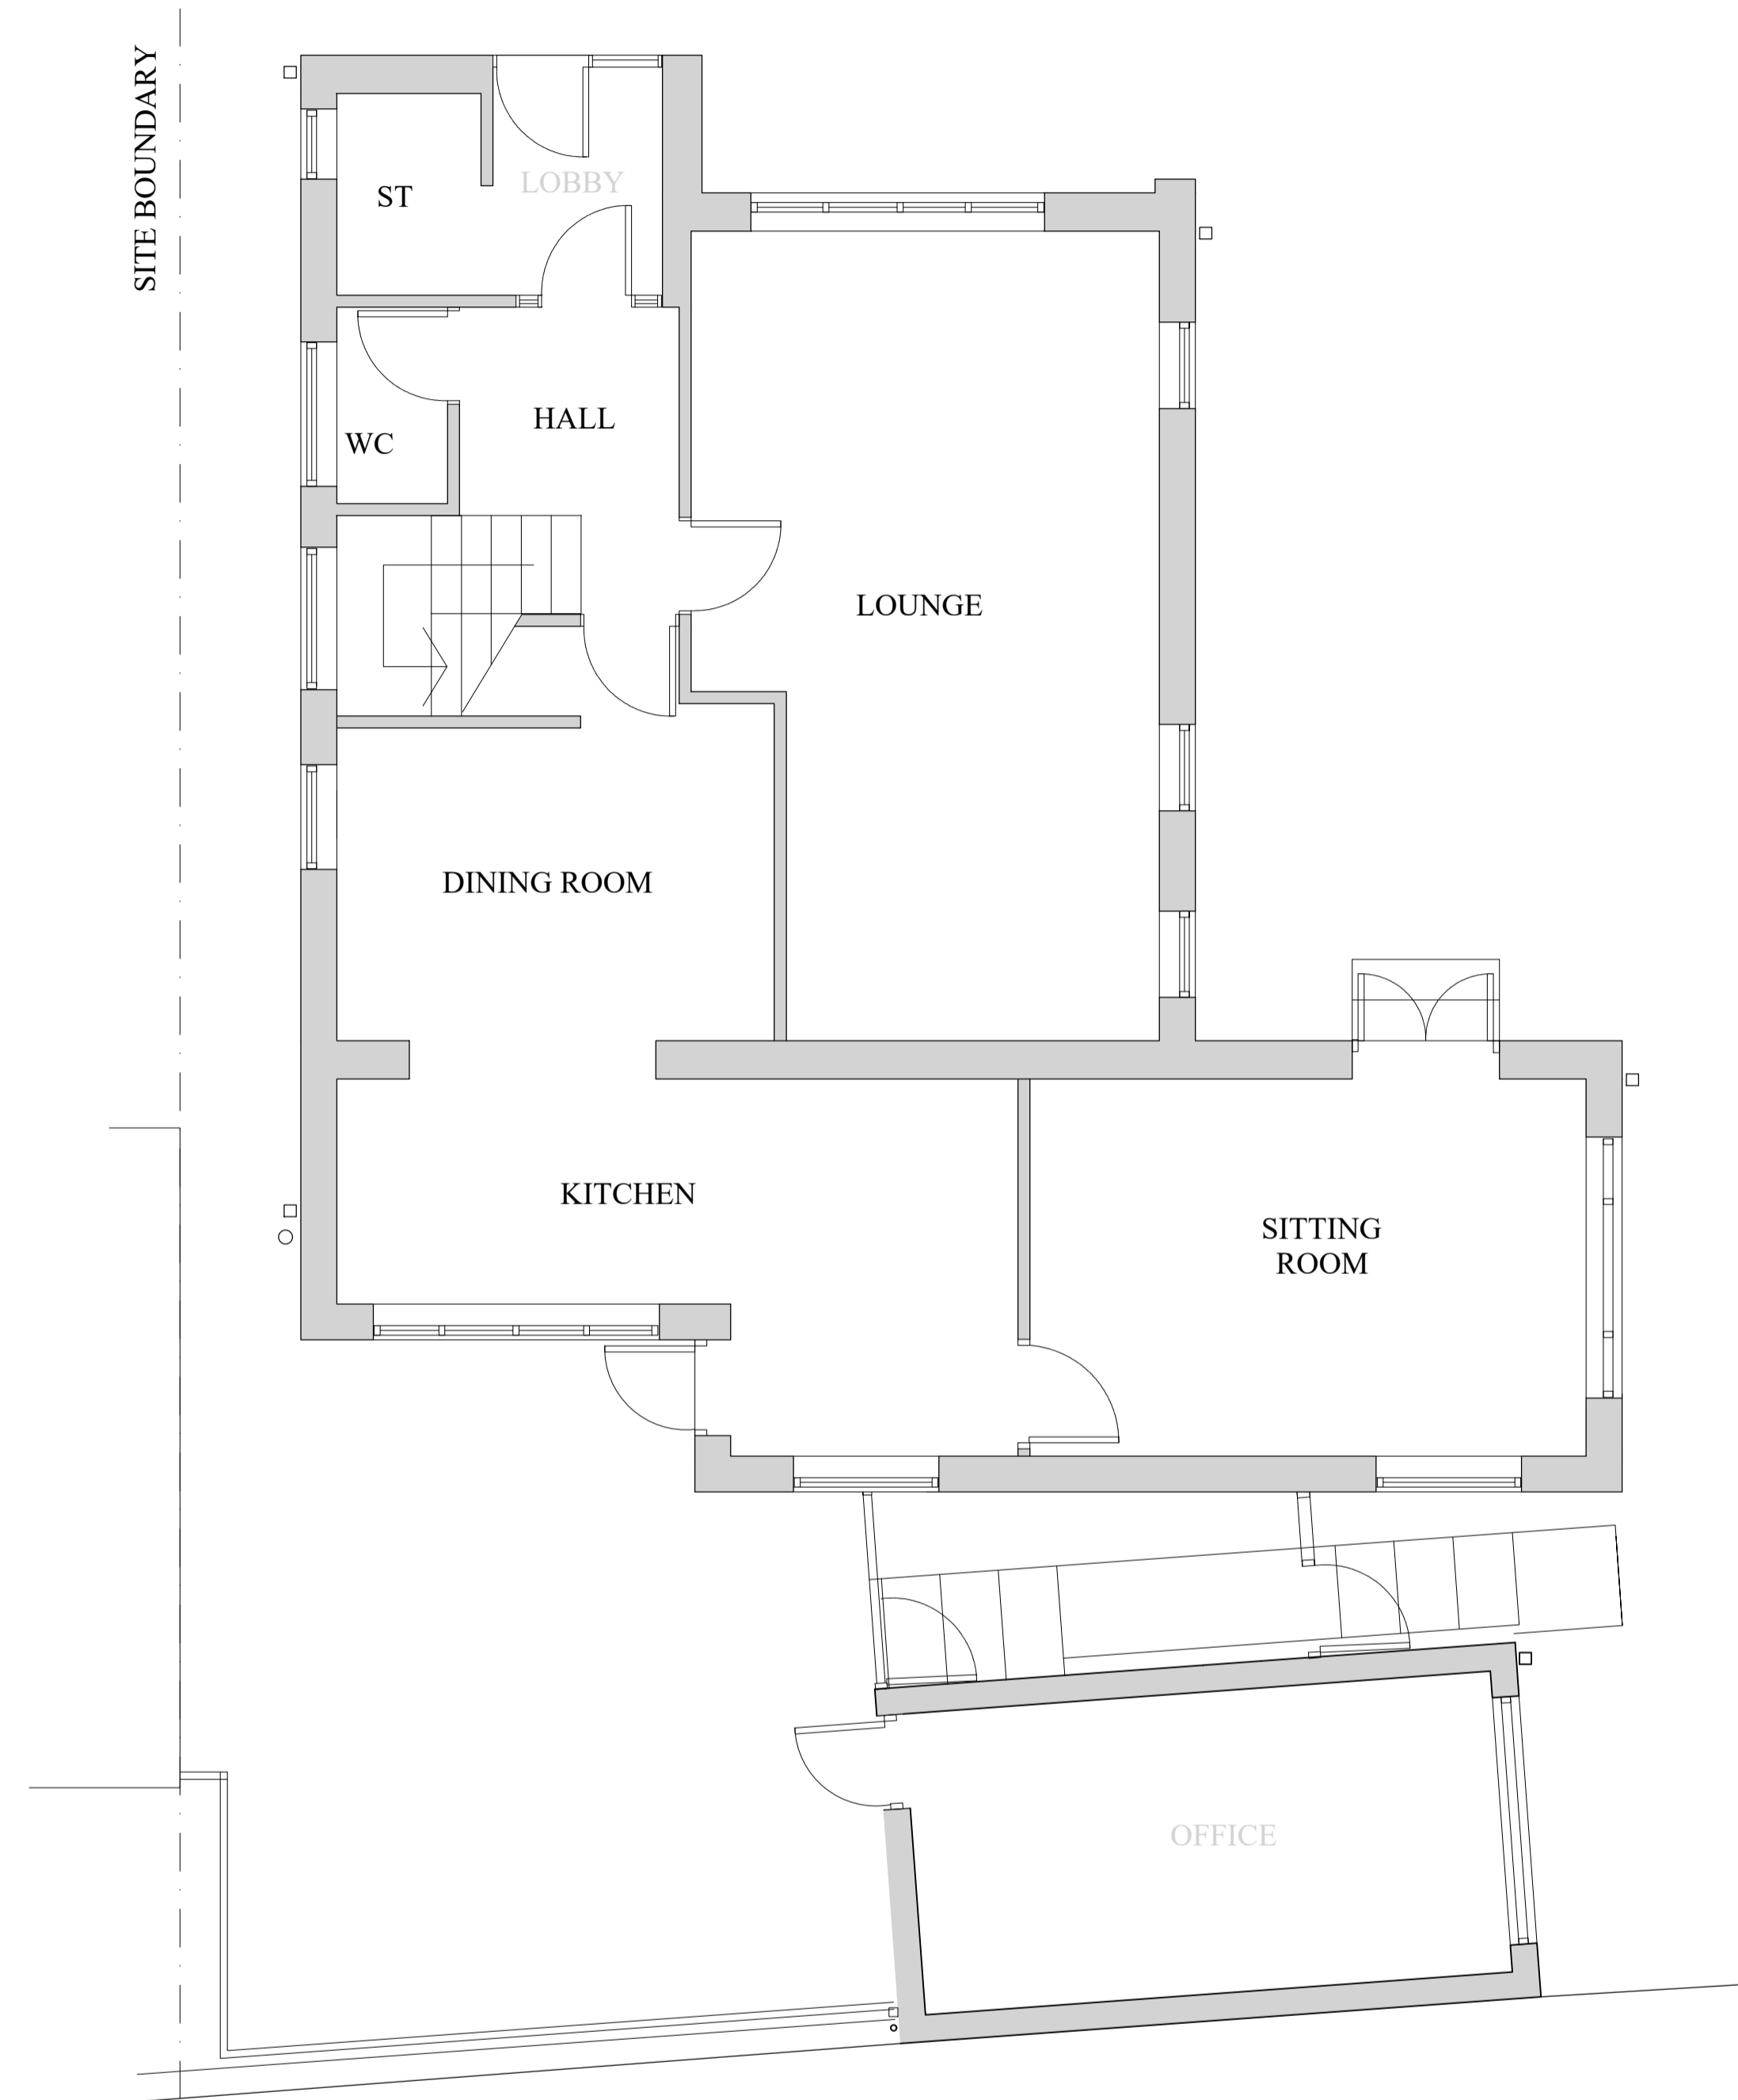 SITE BOUNDARY
ST
LOBBY
HALL
WC
LOUNGE
DINING ROOM
KITCHEN
SITTING
ROOM
OFFICE